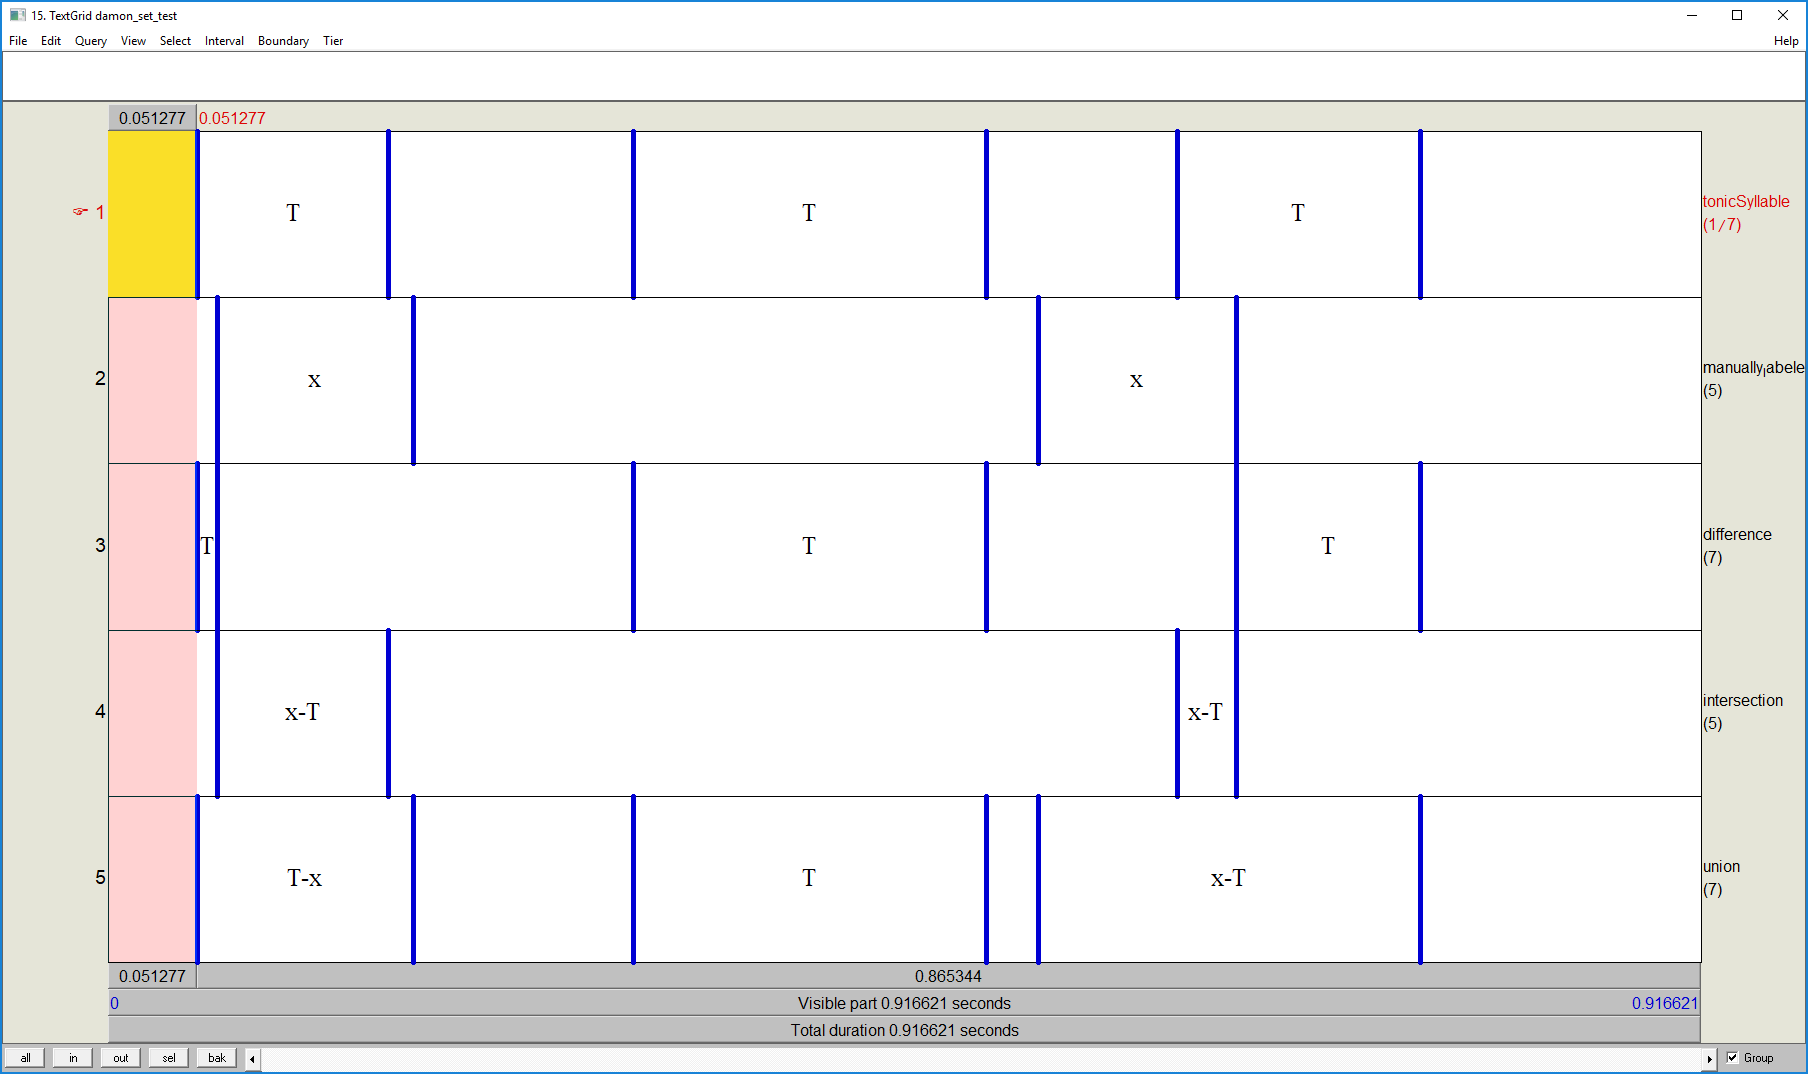 15. TextGrid damon_set_test
File Edit Query View Select Interval Boundary Tier Help
0.051277 0.051277
1 T T T tonicSyllable
(1/7)
2 x x manuallylabele
(5)
3 T T T difference
(7)
4 x-T x-T intersection
(5)
5 T-x T x-T union
(7)
0.051277 0.865344
0 Visible part 0.916621 seconds 0.916621
Total duration 0.916621 seconds
all in out sel bak Group